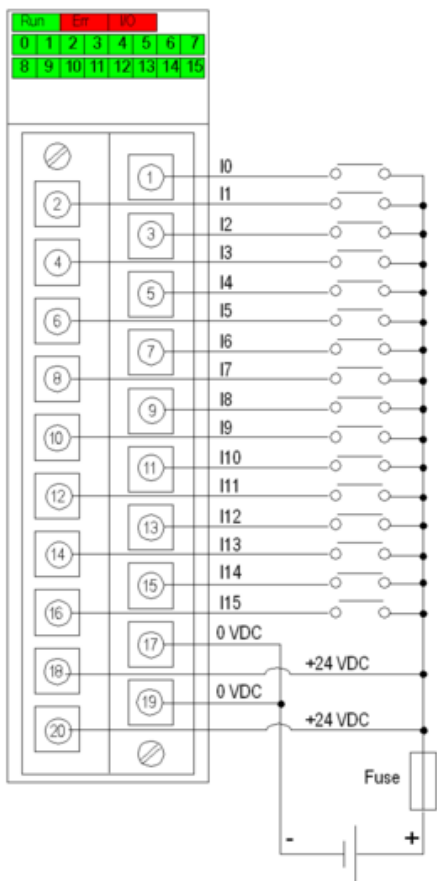 Run Err I/O
0 1 2 3 4 5 6 7
8 9 10 11 12 13 14 15
1 I0
2 I1
3 I2
4 I3
5 I4
6 I5
7 I6
8 I7
9 I8
10 I9
11 I10
12 I11
13 I12
14 I13
15 I14
16 I15
17 0 VDC
18 +24 VDC
19 0 VDC
20 +24 VDC
Fuse
- +